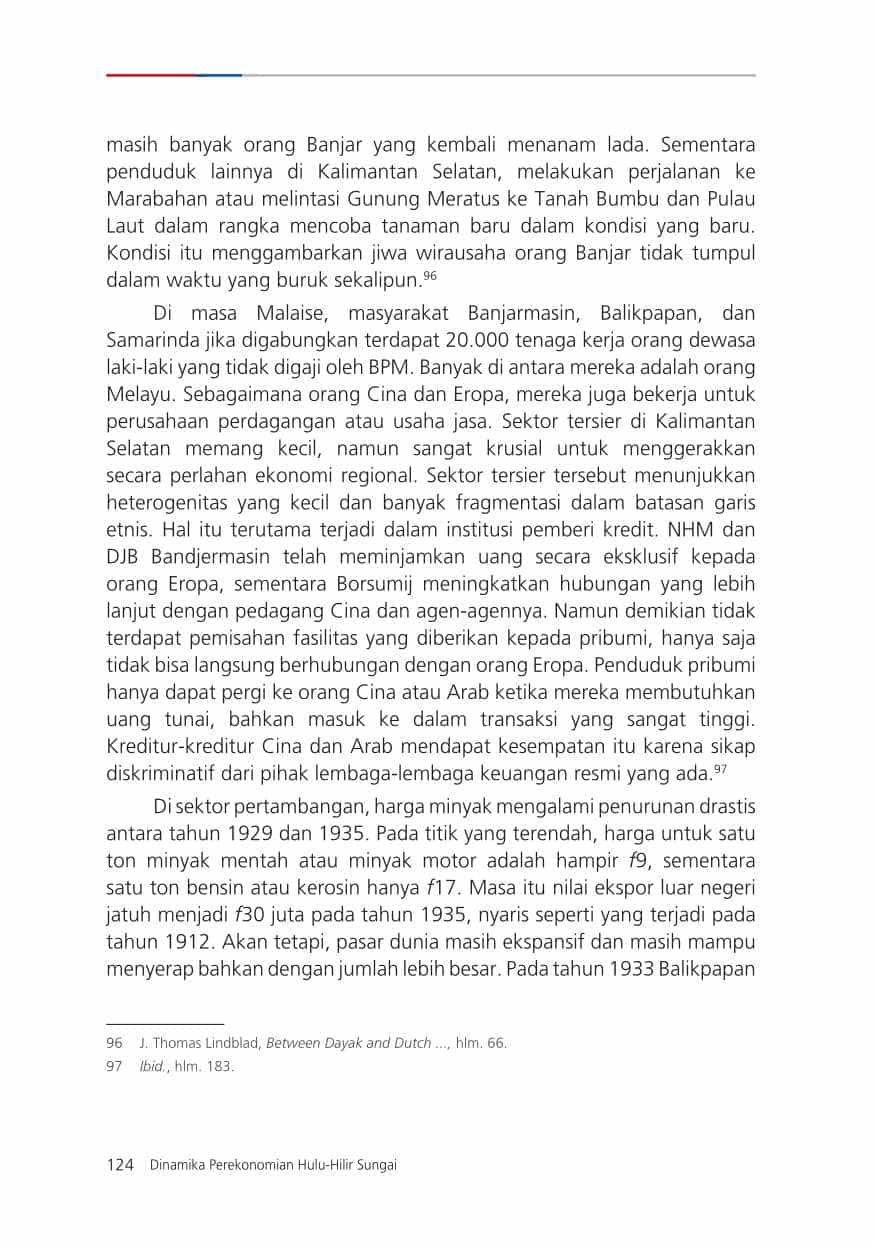 masih banyak orang Banjar yang kembali menanam lada. Sementara
penduduk lainnya di Kalimantan Selatan, melakukan perjalanan ke
Marabahan atau melintasi Gunung Meratus ke Tanah Bumbu dan Pulau
Laut dalam rangka mencoba tanaman baru dalam kondisi yang baru.
Kondisi itu menggambarkan jiwa wirausaha orang Banjar tidak tumpul
dalam waktu yang buruk sekalipun.96
Di masa Malaise, masyarakat Banjarmasin, Balikpapan, dan
Samarinda jika digabungkan terdapat 20.000 tenaga kerja orang dewasa
laki-laki yang tidak digaji oleh BPM. Banyak di antara mereka adalah orang
Melayu. Sebagaimana orang Cina dan Eropa, mereka juga bekerja untuk
perusahaan perdagangan atau usaha jasa. Sektor tersier di Kalimantan
Selatan memang kecil, namun sangat krusial untuk menggerakkan
secara perlahan ekonomi regional. Sektor tersier tersebut menunjukkan
heterogenitas yang kecil dan banyak fragmentasi dalam batasan garis
etnis. Hal itu terutama terjadi dalam institusi pemberi kredit. NHM dan
DJB Bandjermasin telah meminjamkan uang secara eksklusif kepada
orang Eropa, sementara Borsumij meningkatkan hubungan yang lebih
lanjut dengan pedagang Cina dan agen-agennya. Namun demikian tidak
terdapat pemisahan fasilitas yang diberikan kepada pribumi, hanya saja
tidak bisa langsung berhubungan dengan orang Eropa. Penduduk pribumi
hanya dapat pergi ke orang Cina atau Arab ketika mereka membutuhkan
uang tunai, bahkan masuk ke dalam transaksi yang sangat tinggi.
Kreditur-kreditur Cina dan Arab mendapat kesempatan itu karena sikap
diskriminatif dari pihak lembaga-lembaga keuangan resmi yang ada.97
Di sektor pertambangan, harga minyak mengalami penurunan drastis
antara tahun 1929 dan 1935. Pada titik yang terendah, harga untuk satu
ton minyak mentah atau minyak motor adalah hampir f9, sementara
satu ton bensin atau kerosin hanya f17. Masa itu nilai ekspor luar negeri
jatuh menjadi f30 juta pada tahun 1935, nyaris seperti yang terjadi pada
tahun 1912. Akan tetapi, pasar dunia masih ekspansif dan masih mampu
menyerap bahkan dengan jumlah lebih besar. Pada tahun 1933 Balikpapan
96 J. Thomas Lindblad, Between Dayak and Dutch ..., hlm. 66.
97 Ibid., hlm. 183.
124 Dinamika Perekonomian Hulu-Hilir Sungai